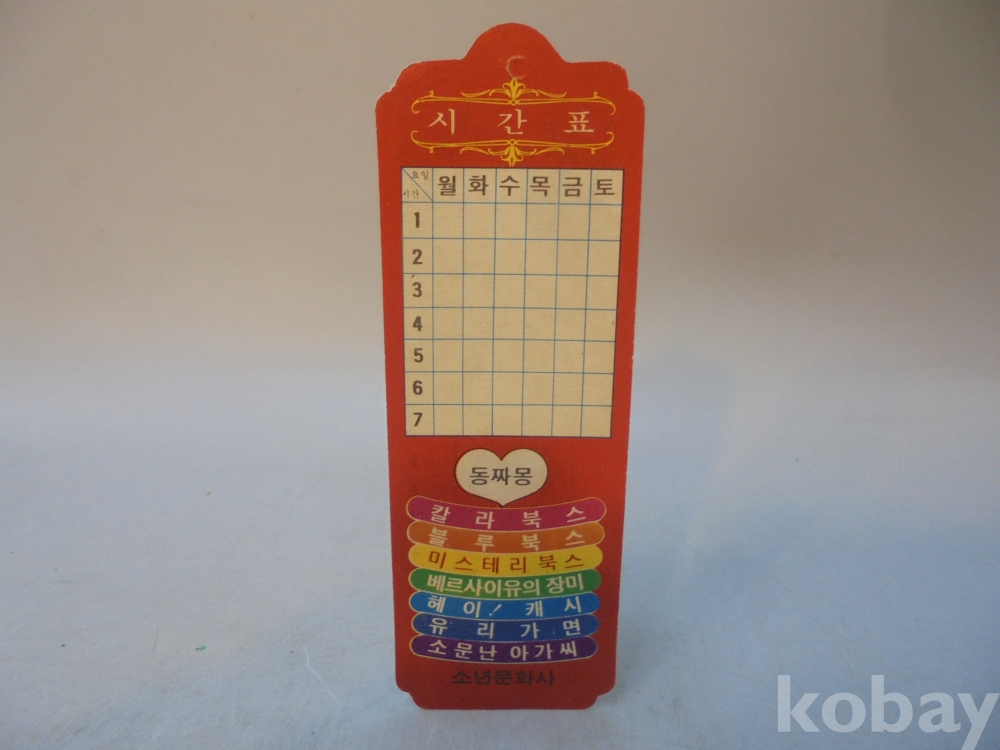 시간표
요일
시간
월 화 수 목 금 토
1
2
3
4
5
6
7
동짜몽
칼라북스
블루북스
미스테리북스
베르사이유의 장미
헤이! 캐시
유리가면
소문난 아가씨
소년문화사
kobay